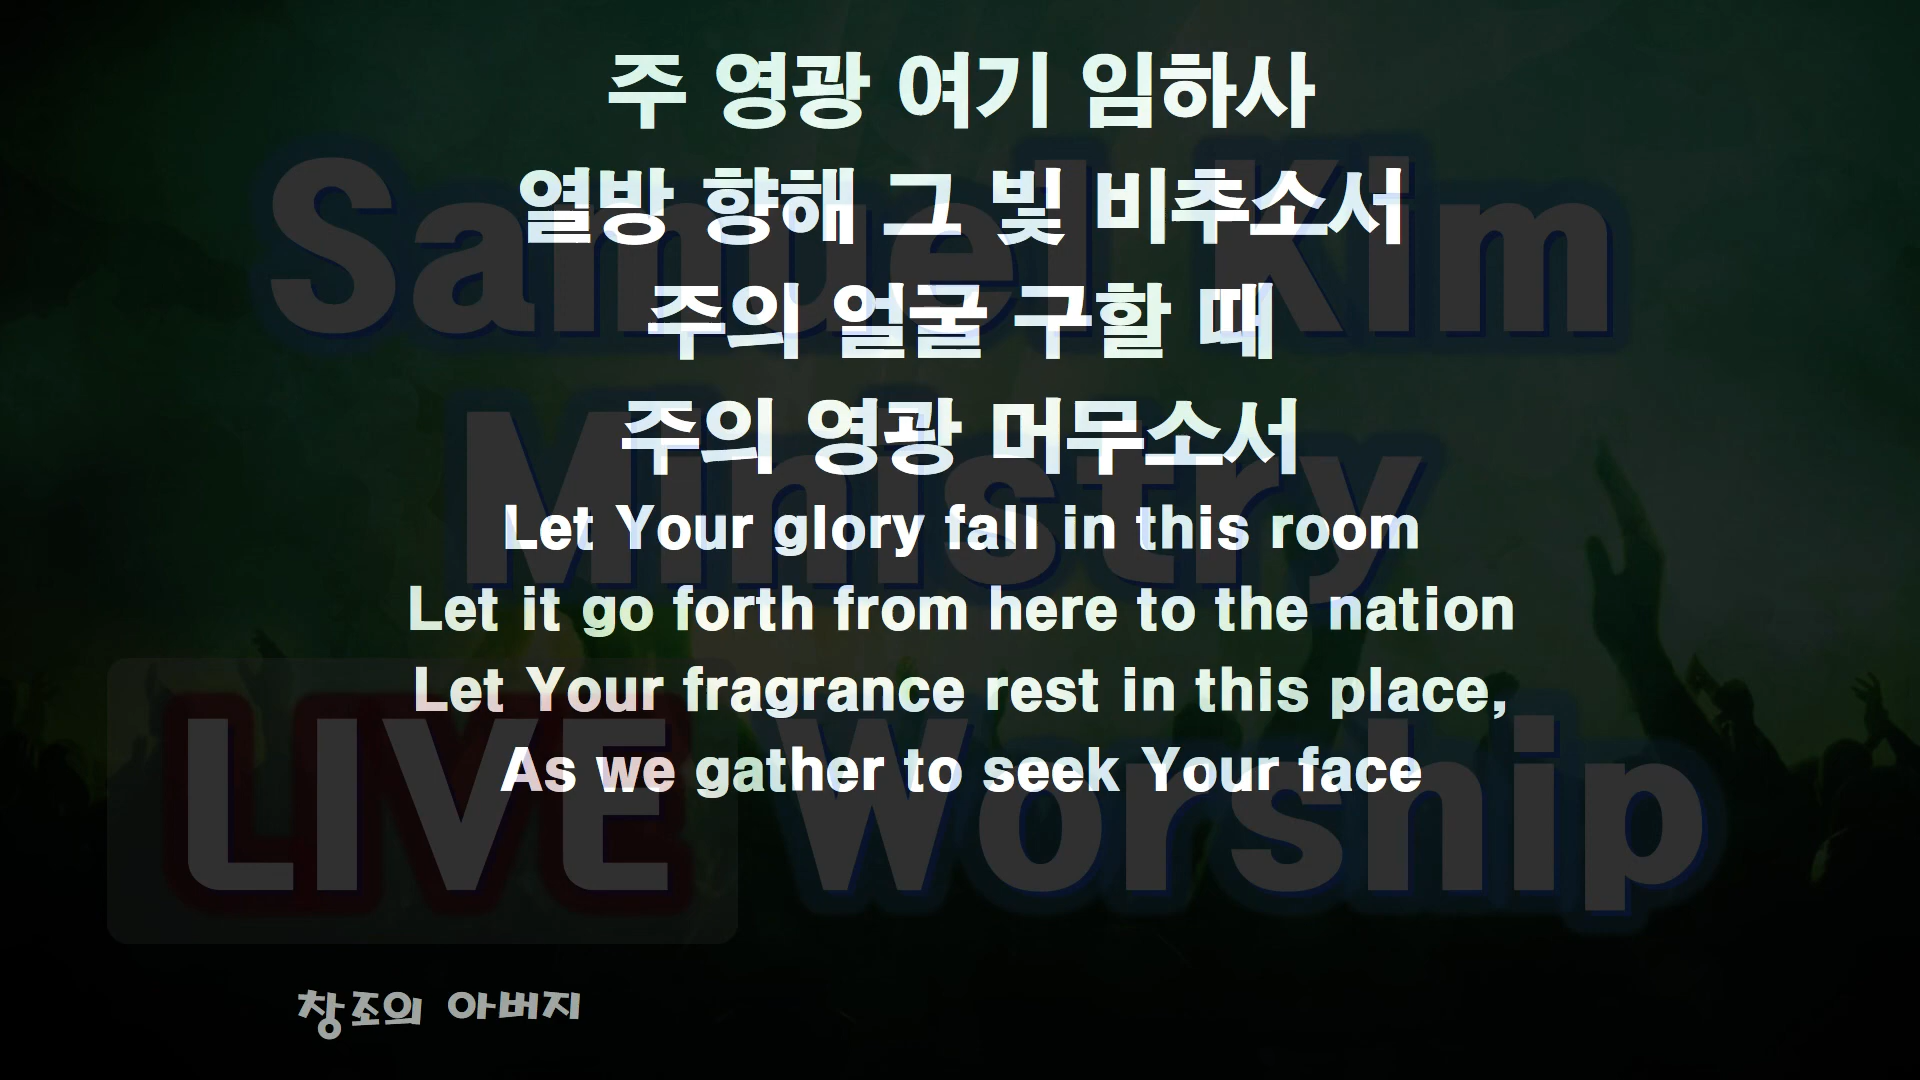 주 영광 여기 임하사
열방 향해 그 빛 비추소서
주의 얼굴 구할 때
주의 영광 머무소서
Let Your glory fall in this room
Let it go forth from here to the nation
Let Your fragrance rest in this place,
As we gather to seek Your face
Samuel Kim
Ministry
LIVE Worship
창조의 아버지